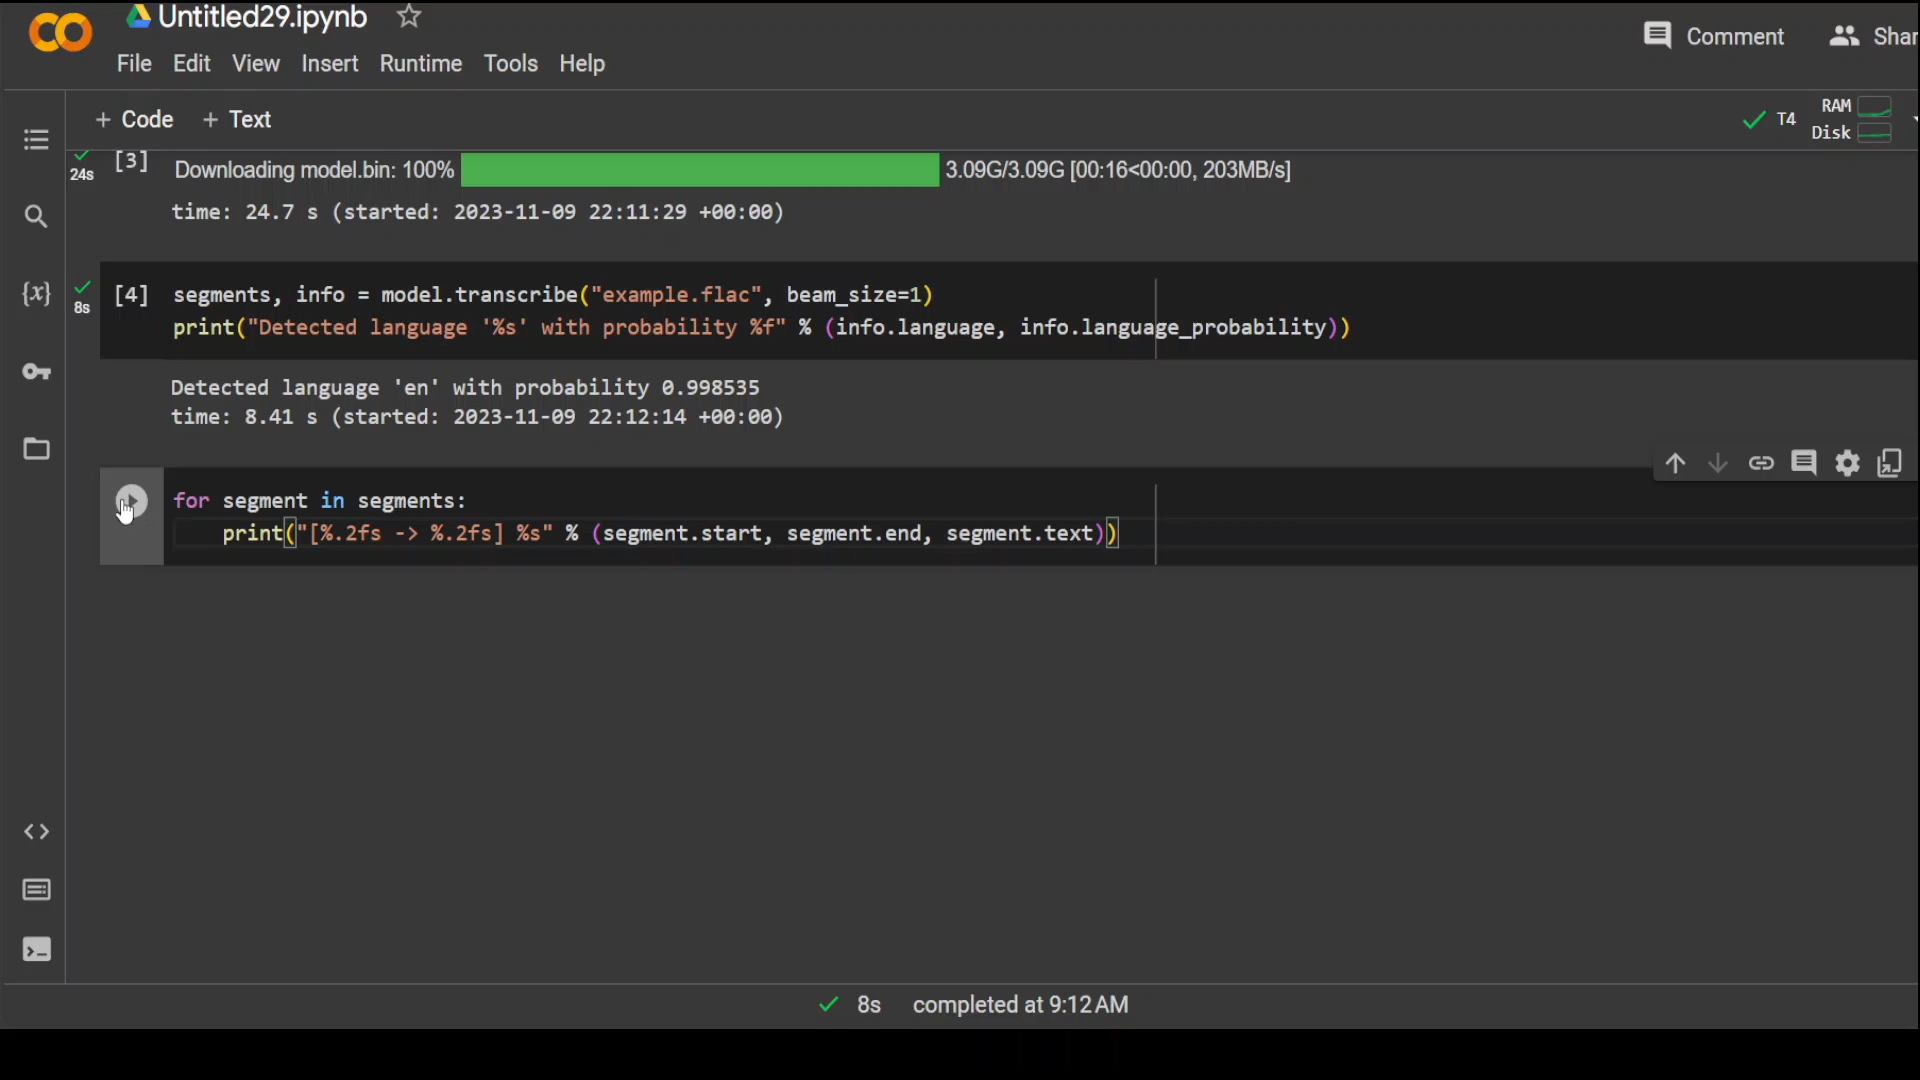 Untitled29.ipynb
Comment
Shar
File Edit View Insert Runtime Tools Help
+ Code + Text
T4
RAM
Disk
24s
[3]
Downloading model.bin: 100% 3.09G/3.09G [00:16<00:00, 203MB/s]
time: 24.7 s (started: 2023-11-09 22:11:29 +00:00)
8s
[4] segments, info = model.transcribe("example.flac", beam_size=1)
print("Detected language '%s' with probability %f" % (info.language, info.language_probability))
Detected language 'en' with probability 0.998535
time: 8.41 s (started: 2023-11-09 22:12:14 +00:00)
for segment in segments:
print("[%.2fs -> %.2fs] %s" % (segment.start, segment.end, segment.text))
8s completed at 9:12 AM